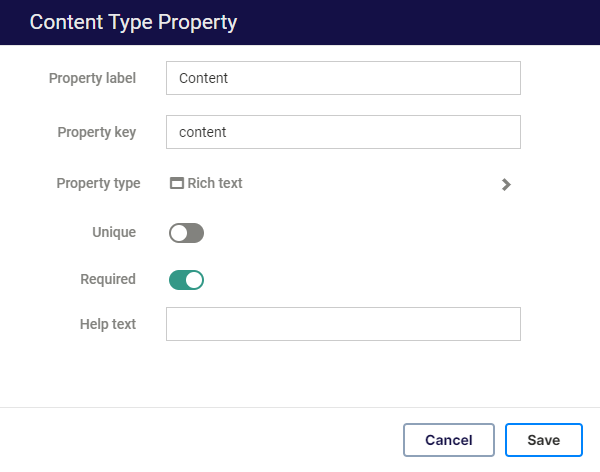 Content Type Property
Property label Content
Property key content
Property type Rich text
Unique
Required
Help text
Cancel Save